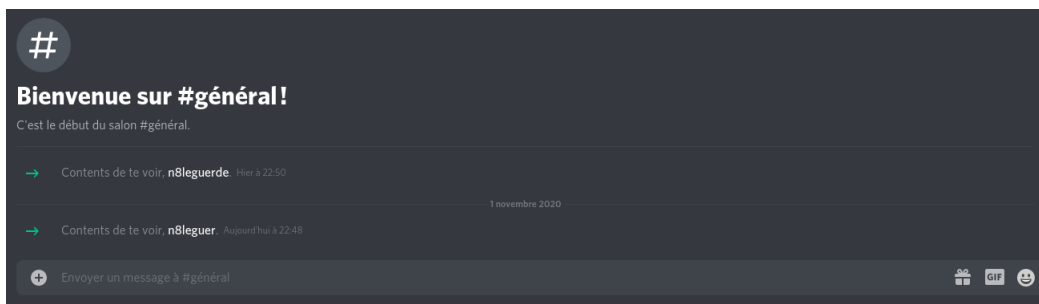 #
Bienvenue sur #général !
C'est le début du salon #général.
Contents de te voir, n8leguerde. Hier à 22:50
1 novembre 2020
Contents de te voir, n8leguer. Aujourd'hui à 22:48
Envoyer un message à #général
GIF